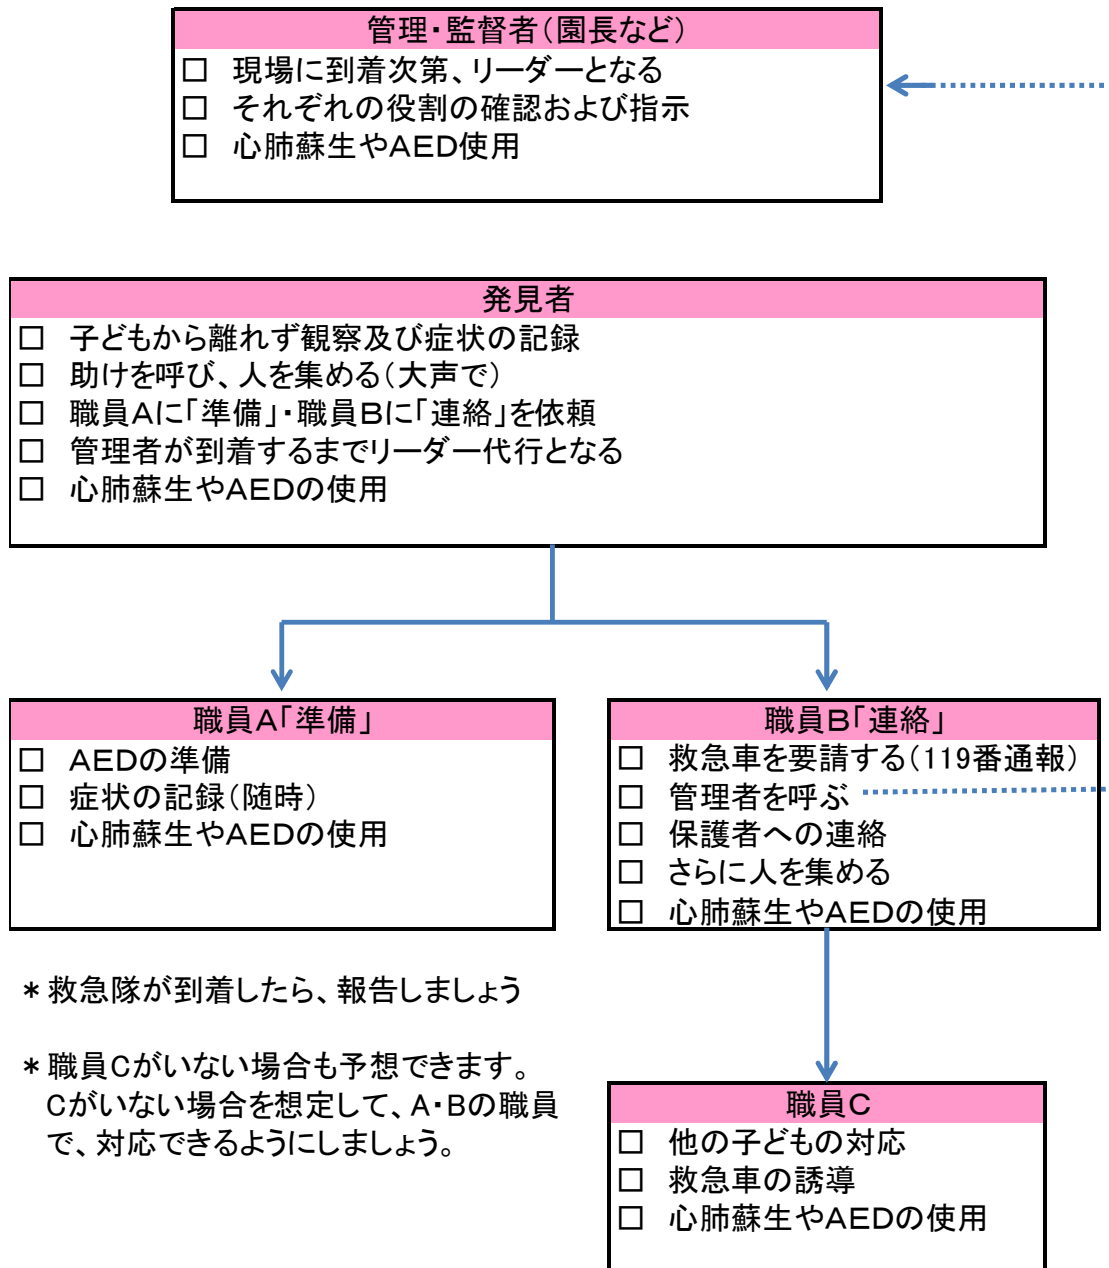 管理・監督者(園長など)
□ 現場に到着次第、リーダーとなる
□ それぞれの役割の確認および指示
□ 心肺蘇生やAED使用
発見者
□ 子どもから離れず観察及び症状の記録
□ 助けを呼び、人を集める(大声で)
□ 職員Aに「準備」・職員Bに「連絡」を依頼
□ 管理者が到着するまでリーダー代行となる
□ 心肺蘇生やAEDの使用
職員A「準備」
□ AEDの準備
□ 症状の記録(随時)
□ 心肺蘇生やAEDの使用
職員B「連絡」
□ 救急車を要請する(119番通報)
□ 管理者を呼ぶ
□ 保護者への連絡
□ さらに人を集める
□ 心肺蘇生やAEDの使用
*救急隊が到着したら、報告しましょう
*職員Cがいない場合も予想できます。
Cがいない場合を想定して、A・Bの職員
で、対応できるようにしましょう。
職員C
□ 他の子どもの対応
□ 救急車の誘導
□ 心肺蘇生やAEDの使用